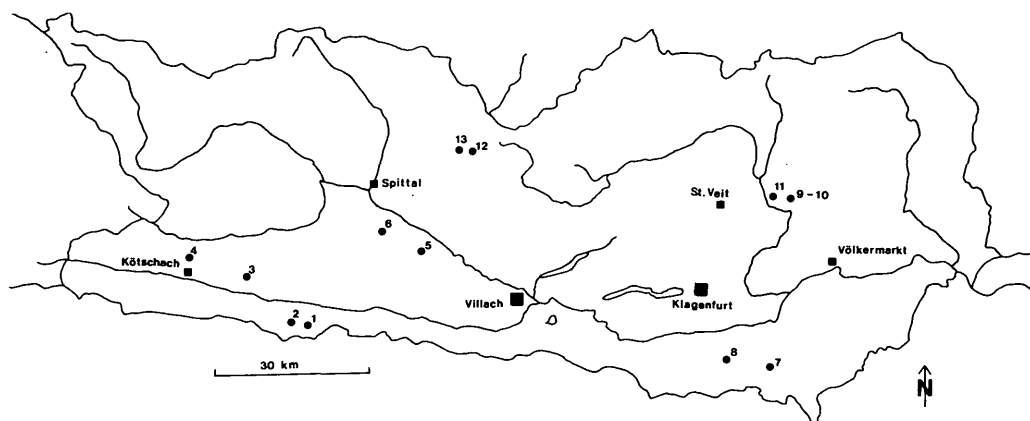 13
12
Spittal
11
9-10
St. Veit
6
5
4
Kötschach
3
Völkermarkt
Villach
Klagenfurt
2
1
8
7
30 km
N